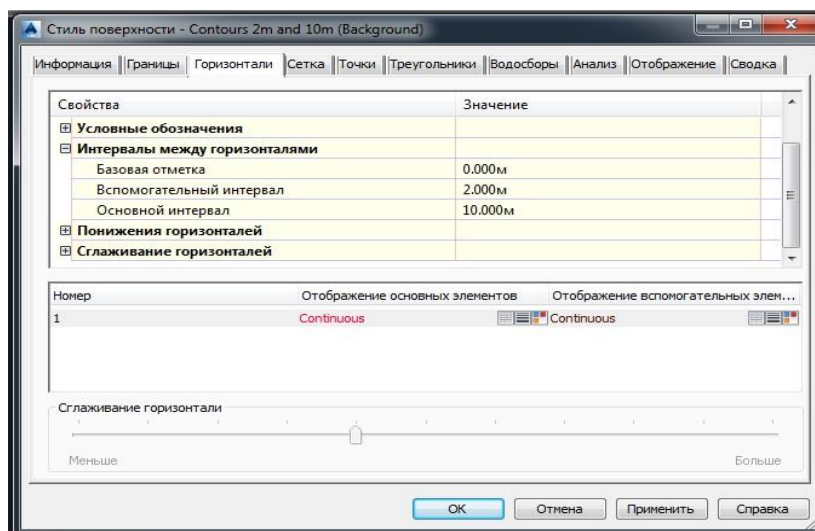 Стиль поверхности - Contours 2m and 10m (Background)
Информация Границы Горизонтали Сетка Точки Треугольники Водосборы Анализ Отображение Сводка
Свойства Значение
Условные обозначения
Интервалы между горизонталями
Базовая отметка 0.000м
Вспомогательный интервал 2.000м
Основной интервал 10.000м
Понижения горизонталей
Сглаживание горизонталей
Номер Отображение основных элементов Отображение вспомогательных элем...
1 Continuous Continuous
Сглаживание горизонтали
Меньше Больше
ОК Отмена Применить Справка